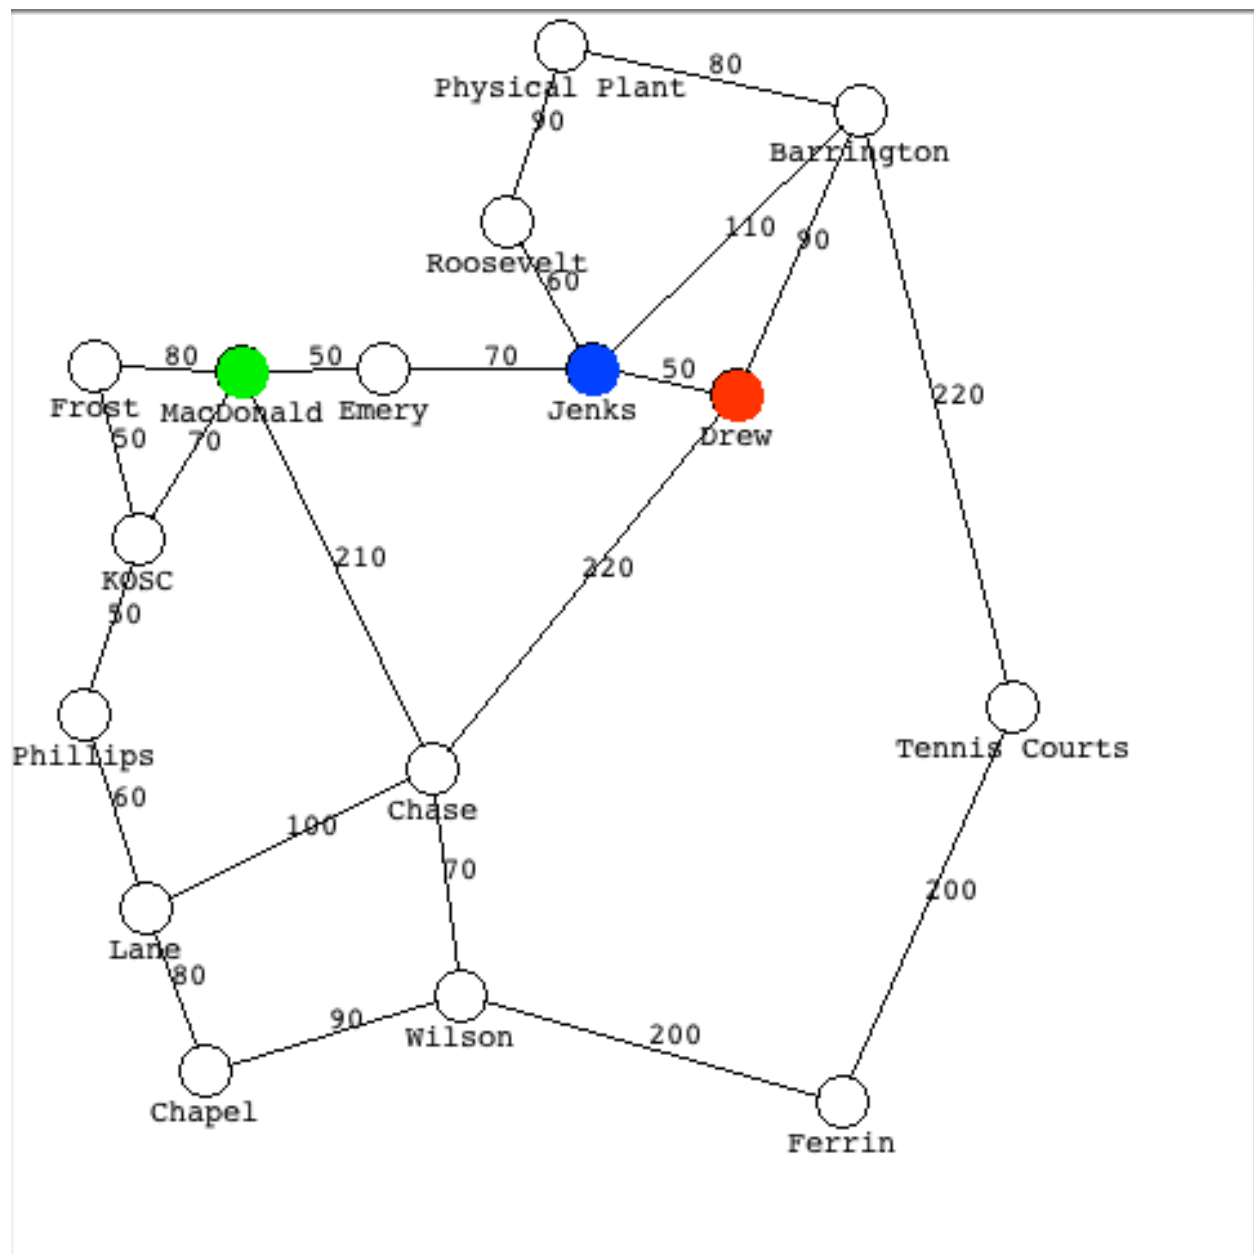 80
Physical Plant
90
Barrington
110
90
Roosevelt
60
80
50
70
50
Frost
MacDonald
Emery
Jenks
Drew
220
50
70
210
220
KOSC
50
Phillips
Tennis Courts
60
100
Chase
70
200
Lane
80
90
Wilson
200
Chapel
Ferrin